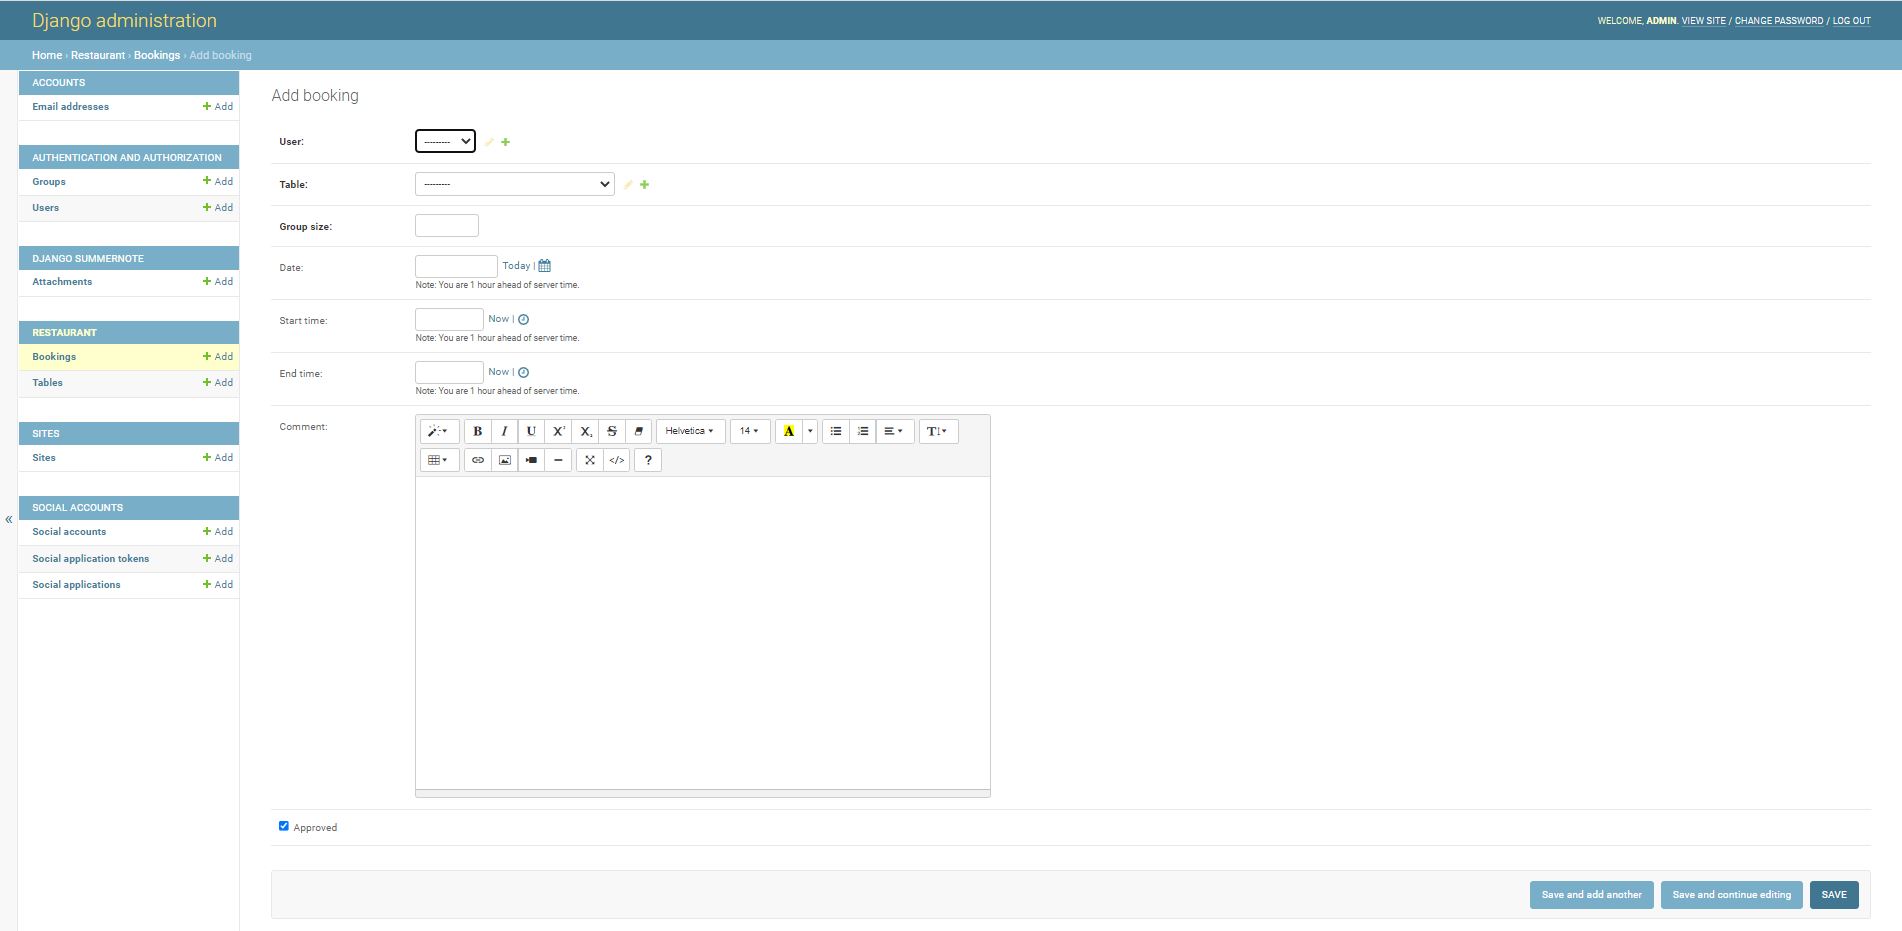 Django administration
WELCOME, ADMIN. VIEW SITE / CHANGE PASSWORD / LOG OUT
Home › Restaurant › Bookings › Add booking
ACCOUNTS
Email addresses + Add
AUTHENTICATION AND AUTHORIZATION
Groups + Add
Users + Add
DJANGO SUMMERNOTE
Attachments + Add
RESTAURANT
Bookings + Add
Tables + Add
SITES
Sites + Add
SOCIAL ACCOUNTS
Social accounts + Add
Social application tokens + Add
Social applications + Add
«
Add booking
User: ---------
Table: ---------
Group size:
Date: Today |
Note: You are 1 hour ahead of server time.
Start time: Now |
Note: You are 1 hour ahead of server time.
End time: Now |
Note: You are 1 hour ahead of server time.
Comment:
B I U X² X₂ S Helvetica 14 A T
</> ?
Approved
Save and add another Save and continue editing SAVE